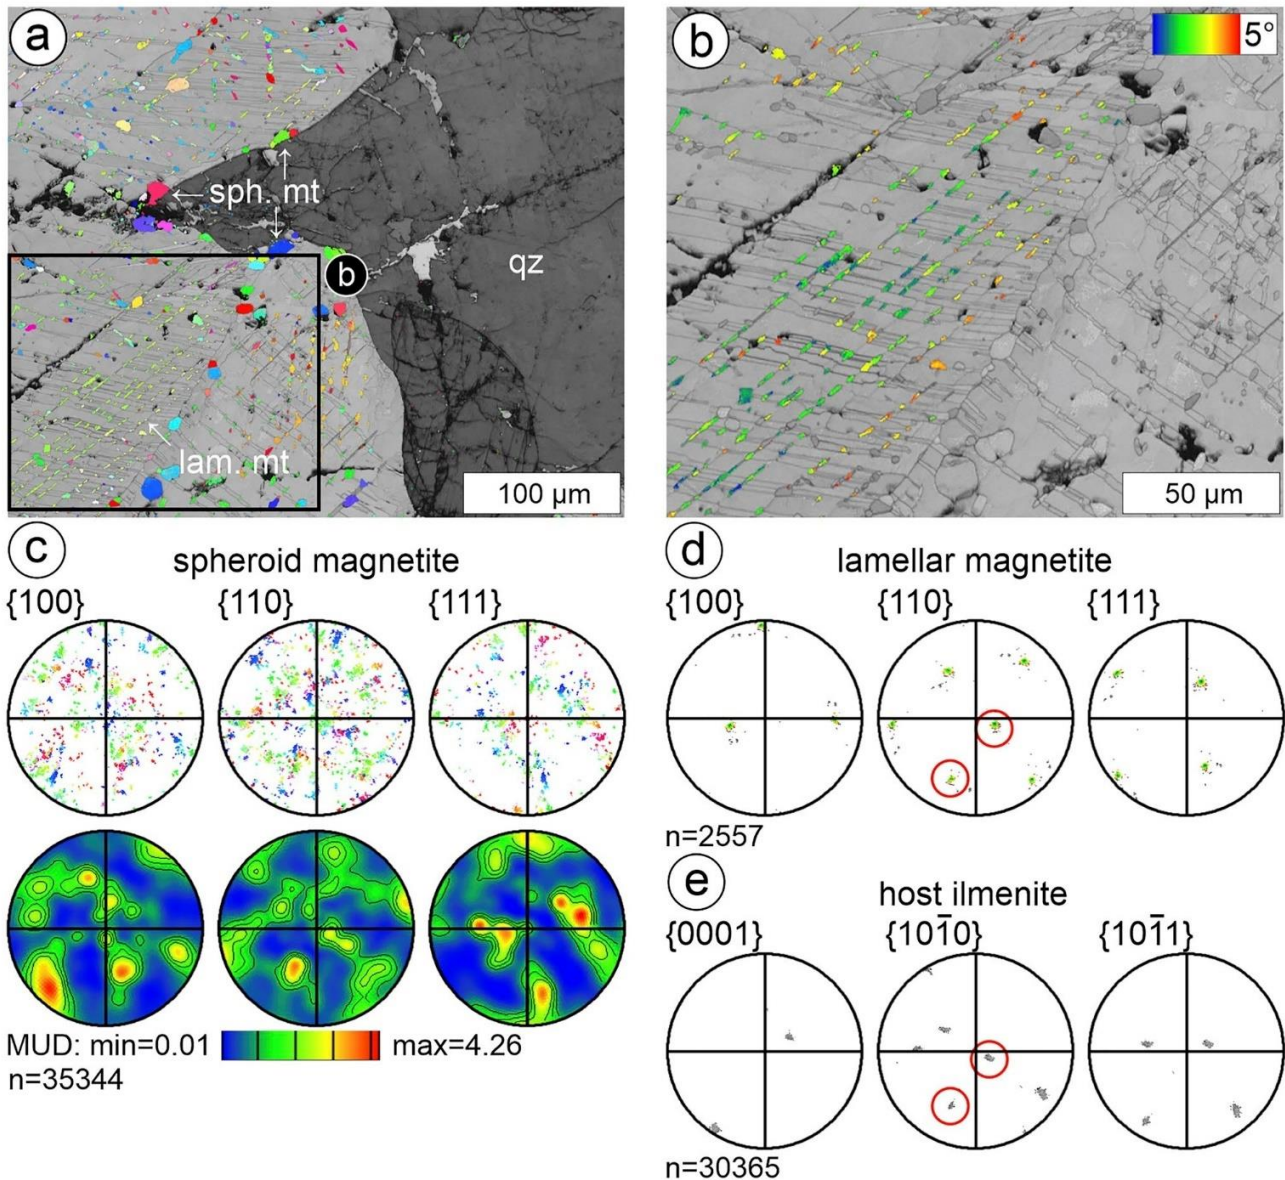 a
sph. mt
b
qz
lam. mt
100 µm
b
5°
50 µm
c
spheroid magnetite
{100} {110} {111}
MUD: min=0.01 max=4.26
n=35344
d
lamellar magnetite
{100} {110} {111}
n=2557
e
host ilmenite
{0001} {101̄0} {101̄1}
n=30365